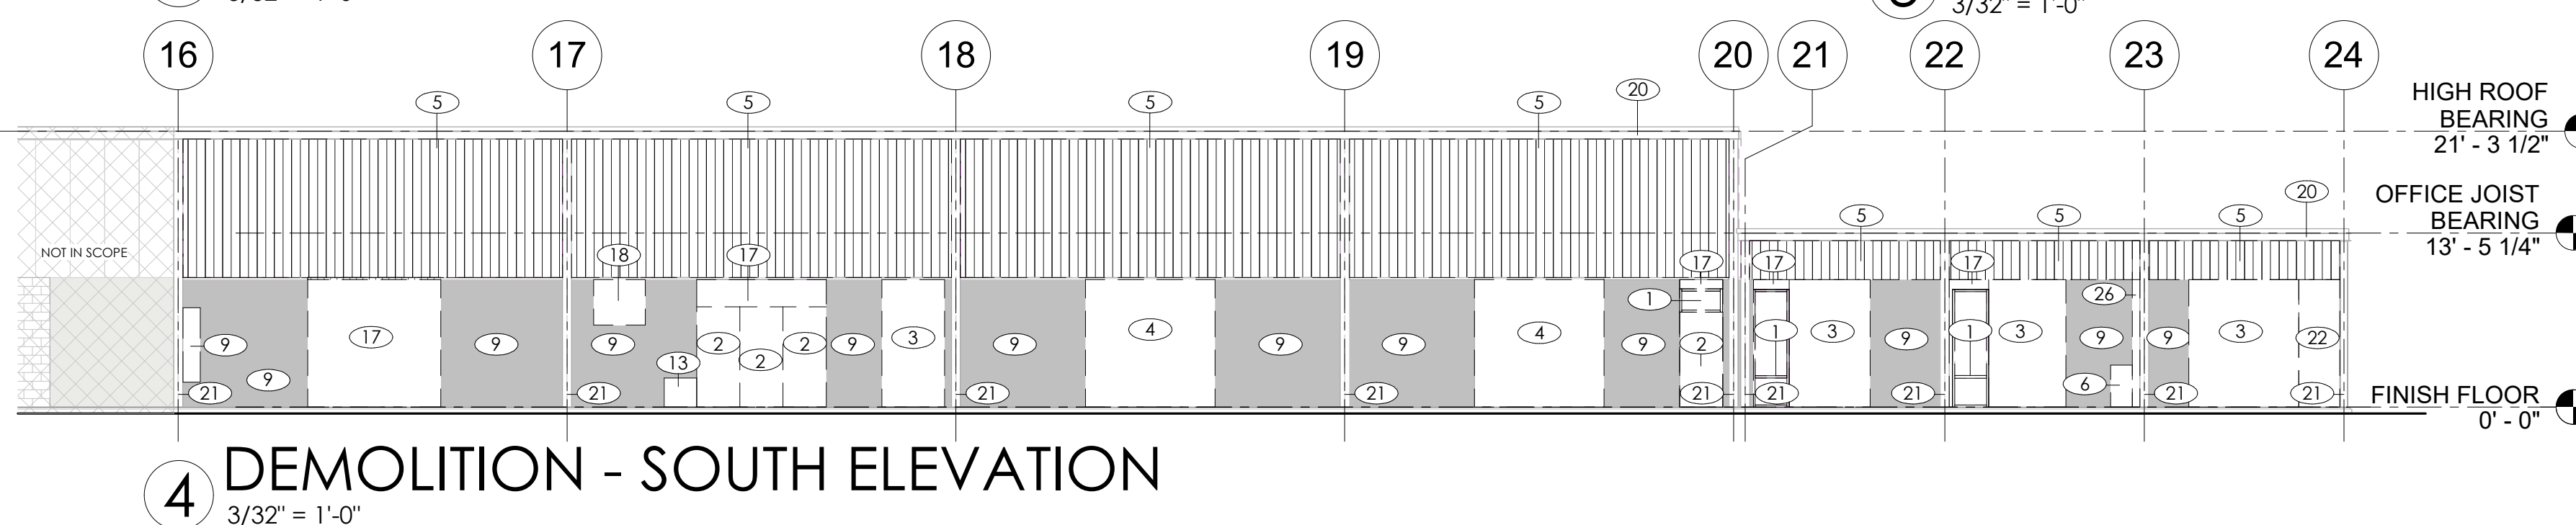 3/32" = 1'-0"
16 17 18 19 20 21 22 23 24
5 5 5 5 20
HIGH ROOF
BEARING
21' - 3 1/2"
20
OFFICE JOIST
BEARING
13' - 5 1/4"
5 5 5
NOT IN SCOPE
18 17 17 17 17
1 26
9 17 9 9 13 2 2 2 9 3 9 4 9 9 4 9 2 1 3 9 1 3 9 9 3 22
9 6
21 21 21 21 21 21 21 21 21
FINISH FLOOR
0' - 0"
4 DEMOLITION - SOUTH ELEVATION
3/32" = 1'-0"